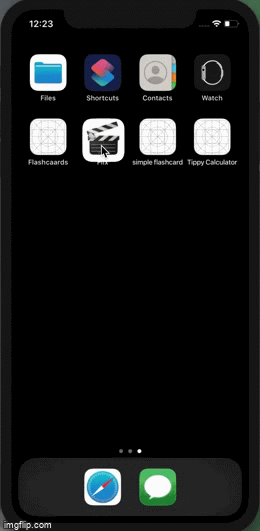 12:23
Files
Shortcuts
Contacts
Watch
Flashcaards
Flix
simple flashcard
Tippy Calculator
imgflip.com